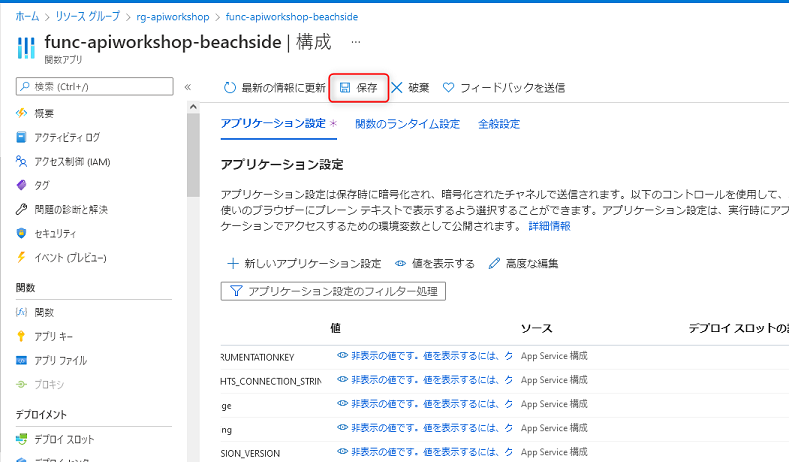 ホーム > リソース グループ > rg-apiworkshop > func-apiworkshop-beachside
func-apiworkshop-beachside | 構成 …
関数アプリ
検索 (Ctrl+/) «
最新の情報に更新 保存 破棄 フィードバックを送信
概要
アクティビティ ログ
アクセス制御 (IAM)
タグ
問題の診断と解決
セキュリティ
イベント (プレビュー)
関数
関数
アプリ キー
アプリ ファイル
プロキシ
デプロイメント
デプロイ スロット
デプロイ センター
アプリケーション設定 * 関数のランタイム設定 全般設定
アプリケーション設定
アプリケーション設定は保存時に暗号化され、暗号化されたチャネルで送信されます。以下のコントロールを使用して、
使いのブラウザーにプレーン テキストで表示するよう選択することができます。アプリケーション設定は、実行時にアプ
ケーションでアクセスするための環境変数として公開されます。 詳細情報
新しいアプリケーション設定 値を表示する 高度な編集
アプリケーション設定のフィルター処理
値 ソース デプロイ スロットの
RUMENTATIONKEY 非表示の値です。値を表示するには、ク App Service 構成
HTS_CONNECTION_STRIN 非表示の値です。値を表示するには、ク App Service 構成
ge 非表示の値です。値を表示するには、ク App Service 構成
ng 非表示の値です。値を表示するには、ク App Service 構成
SION_VERSION 非表示の値です。値を表示するには、ク App Service 構成